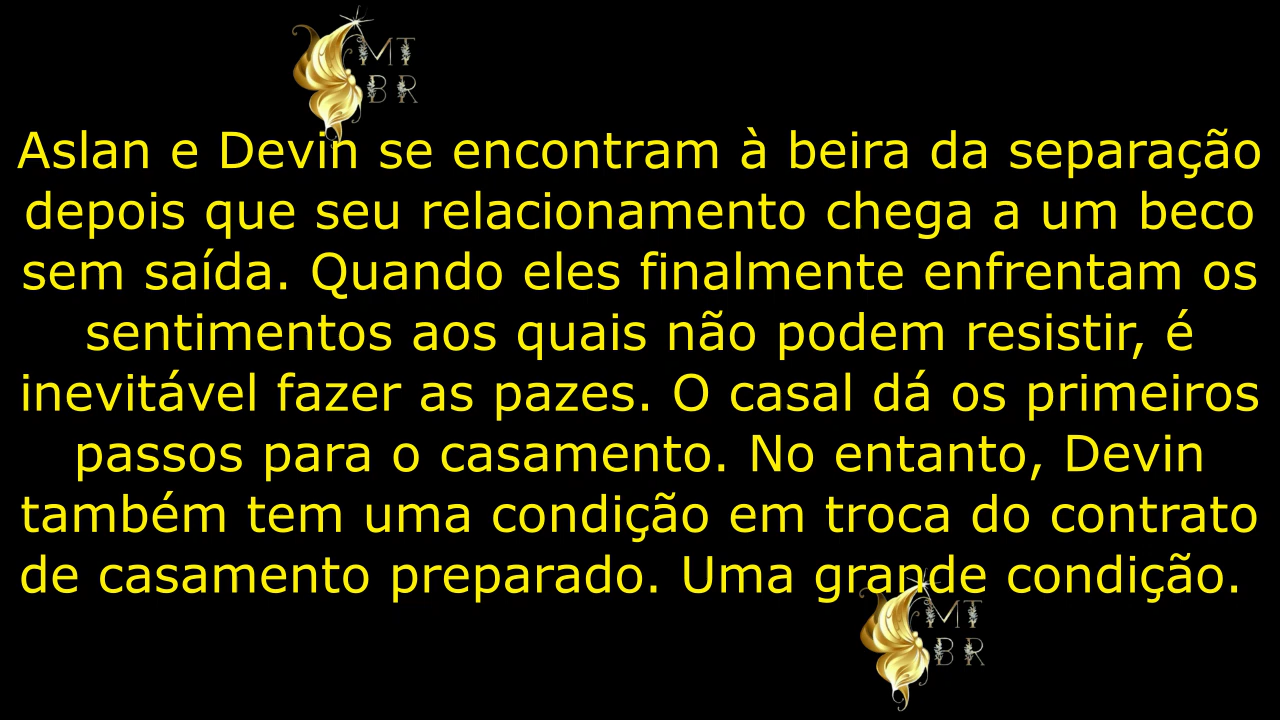 MT
BR
Aslan e Devin se encontram à beira da separação
depois que seu relacionamento chega a um beco
sem saída. Quando eles finalmente enfrentam os
sentimentos aos quais não podem resistir, é
inevitável fazer as pazes. O casal dá os primeiros
passos para o casamento. No entanto, Devin
também tem uma condição em troca do contrato
de casamento preparado. Uma grande condição.
MT
BR